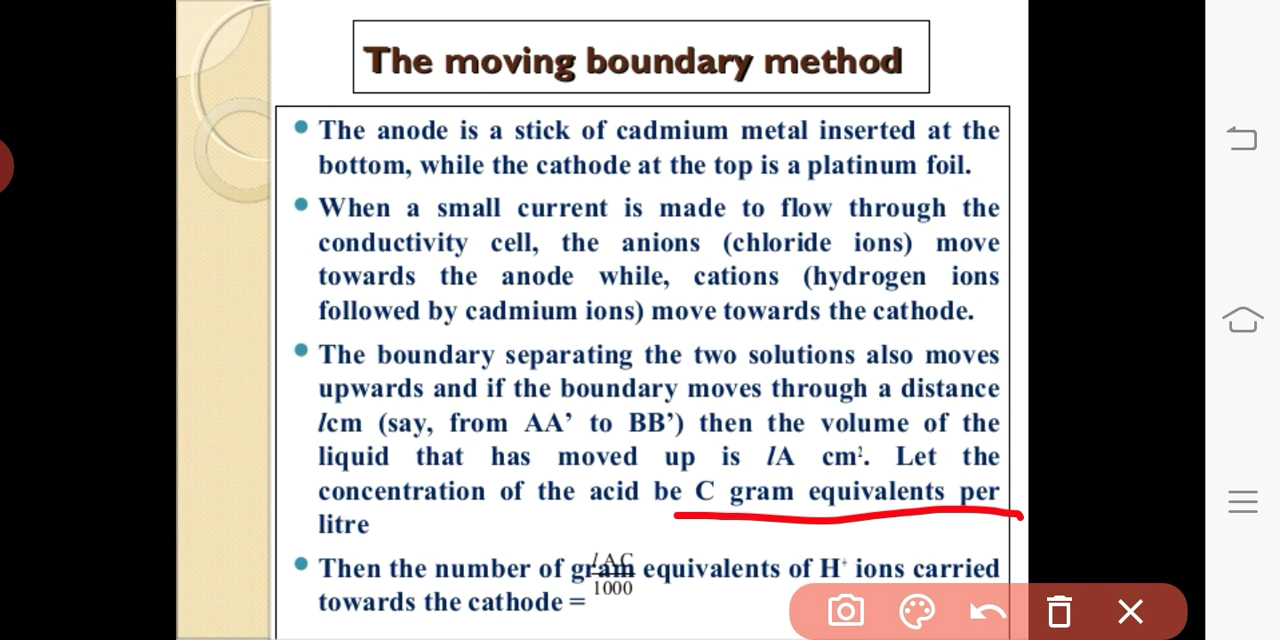 The moving boundary method
• The anode is a stick of cadmium metal inserted at the
bottom, while the cathode at the top is a platinum foil.
• When a small current is made to flow through the
conductivity cell, the anions (chloride ions) move
towards the anode while, cations (hydrogen ions
followed by cadmium ions) move towards the cathode.
• The boundary separating the two solutions also moves
upwards and if the boundary moves through a distance
lcm (say, from AA’ to BB’) then the volume of the
liquid that has moved up is lA cm². Let the
concentration of the acid be C gram equivalents per
litre
• Then the number of gram equivalents of H⁺ ions carried
towards the cathode =
lAC
1000